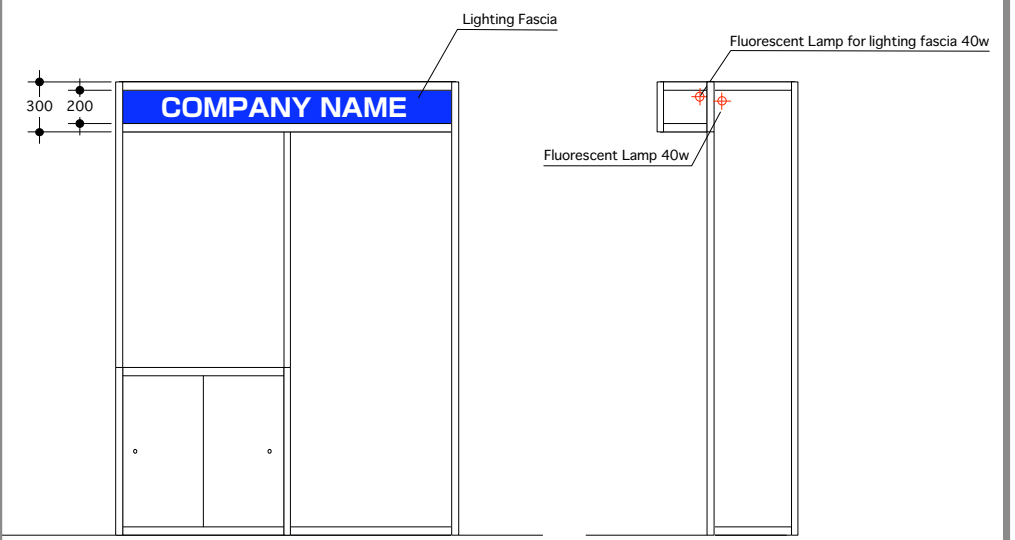 Lighting Fascia
Fluorescent Lamp for lighting fascia 40w
300 200
COMPANY NAME
Fluorescent Lamp 40w